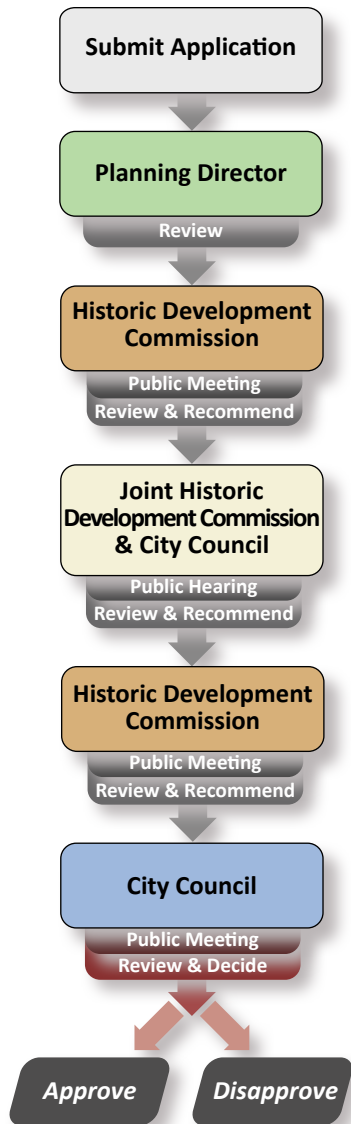 Submit Application
Planning Director
Review
Historic Development
Commission
Public Meeting
Review & Recommend
Joint Historic
Development Commission
& City Council
Public Hearing
Review & Recommend
Historic Development
Commission
Public Meeting
Review & Recommend
City Council
Public Meeting
Review & Decide
Approve
Disapprove